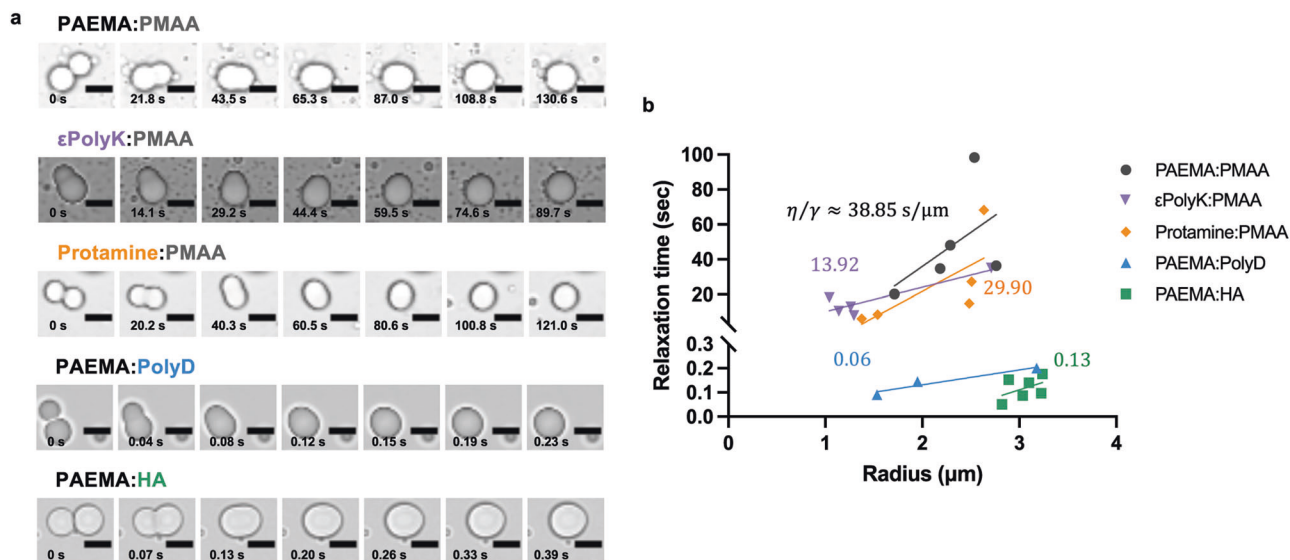 a
PAEMA:PMAA
0 s 21.8 s 43.5 s 65.3 s 87.0 s 108.8 s 130.6 s
εPolyK:PMAA
0 s 14.1 s 29.2 s 44.4 s 59.5 s 74.6 s 89.7 s
Protamine:PMAA
0 s 20.2 s 40.3 s 60.5 s 80.6 s 100.8 s 121.0 s
PAEMA:PolyD
0 s 0.04 s 0.08 s 0.12 s 0.15 s 0.19 s 0.23 s
PAEMA:HA
0 s 0.07 s 0.13 s 0.20 s 0.26 s 0.33 s 0.39 s
b
Relaxation time (sec)
100
80
60
40
20
0.3
0.2
0.1
0.0
η/γ ≈ 38.85 s/μm
13.92
29.90
0.06
0.13
0 1 2 3 4
Radius (μm)
PAEMA:PMAA
εPolyK:PMAA
Protamine:PMAA
PAEMA:PolyD
PAEMA:HA